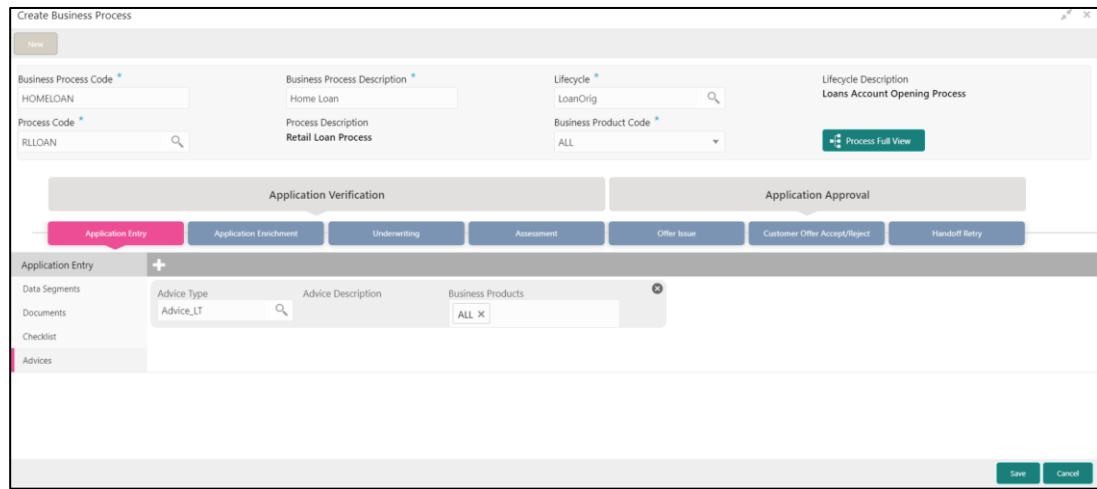 Create Business Process
New
Business Process Code *
Business Process Description *
Lifecycle *
Lifecycle Description
HOMELOAN
Home Loan
LoanOrig
Loans Account Opening Process
Process Code *
Process Description
Business Product Code *
RLLOAN
Retail Loan Process
ALL
Process Full View
Application Verification
Application Approval
Application Entry
Application Enrichment
Underwriting
Assessment
Offer Issue
Customer Offer Accept/Reject
Handoff Retry
Application Entry
Data Segments
Documents
Checklist
Advices
Advice Type
Advice Description
Business Products
Advice_LT
ALL
Save
Cancel